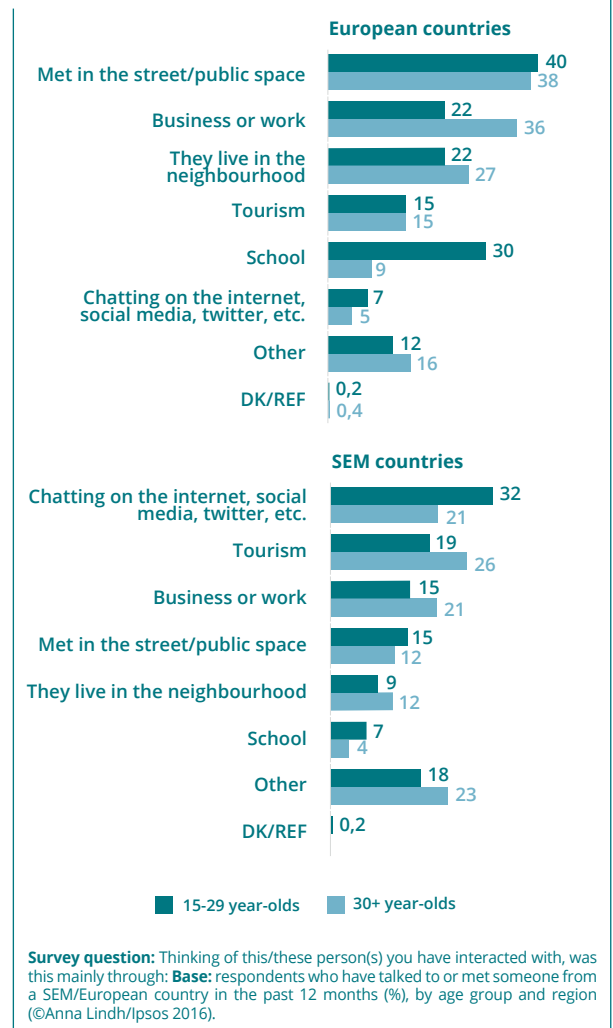 European countries
Met in the street/public space
40
38
Business or work
22
36
They live in the
neighbourhood
22
27
Tourism
15
15
School
30
9
Chatting on the internet,
social media, twitter, etc.
7
5
Other
12
16
DK/REF
0,2
0,4
SEM countries
Chatting on the internet, social
media, twitter, etc.
32
21
Tourism
19
26
Business or work
15
21
Met in the street/public space
15
12
They live in the neighbourhood
9
12
School
7
4
Other
18
23
DK/REF
0,2
15-29 year-olds
30+ year-olds
Survey question: Thinking of this/these person(s) you have interacted with, was
this mainly through: Base: respondents who have talked to or met someone from
a SEM/European country in the past 12 months (%), by age group and region
(©Anna Lindh/Ipsos 2016).